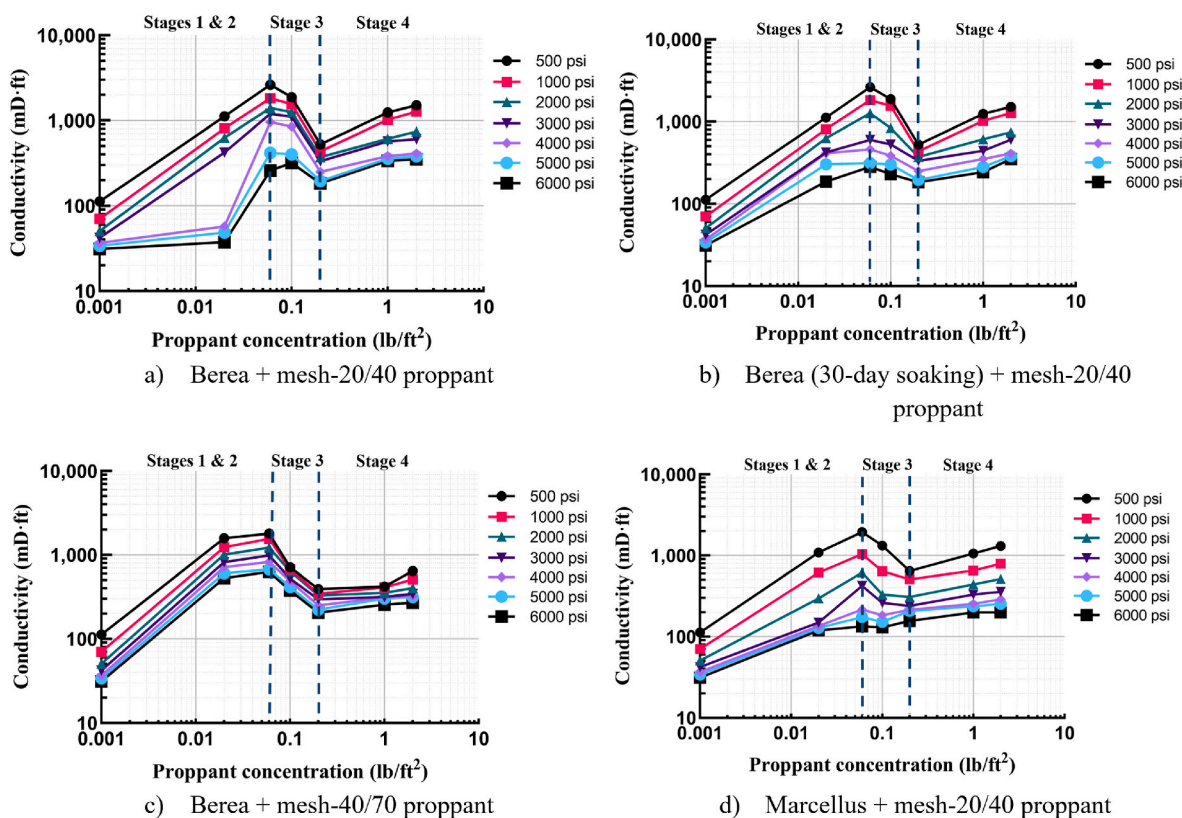 Stages 1 & 2 Stage 3 Stage 4
10,000
1,000
100
10
0.001 0.01 0.1 1 10
Conductivity (mD·ft)
Proppant concentration (lb/ft²)
500 psi
1000 psi
2000 psi
3000 psi
4000 psi
5000 psi
6000 psi
a) Berea + mesh-20/40 proppant
Stages 1 & 2 Stage 3 Stage 4
10,000
1,000
100
10
0.001 0.01 0.1 1 10
Conductivity (mD·ft)
Proppant concentration (lb/ft²)
500 psi
1000 psi
2000 psi
3000 psi
4000 psi
5000 psi
6000 psi
b) Berea (30-day soaking) + mesh-20/40
proppant
Stages 1 & 2 Stage 3 Stage 4
10,000
1,000
100
10
0.001 0.01 0.1 1 10
Conductivity (mD·ft)
Proppant concentration (lb/ft²)
500 psi
1000 psi
2000 psi
3000 psi
4000 psi
5000 psi
6000 psi
c) Berea + mesh-40/70 proppant
Stages 1 & 2 Stage 3 Stage 4
10,000
1,000
100
10
0.001 0.01 0.1 1 10
Conductivity (mD·ft)
Proppant concentration (lb/ft²)
500 psi
1000 psi
2000 psi
3000 psi
4000 psi
5000 psi
6000 psi
d) Marcellus + mesh-20/40 proppant